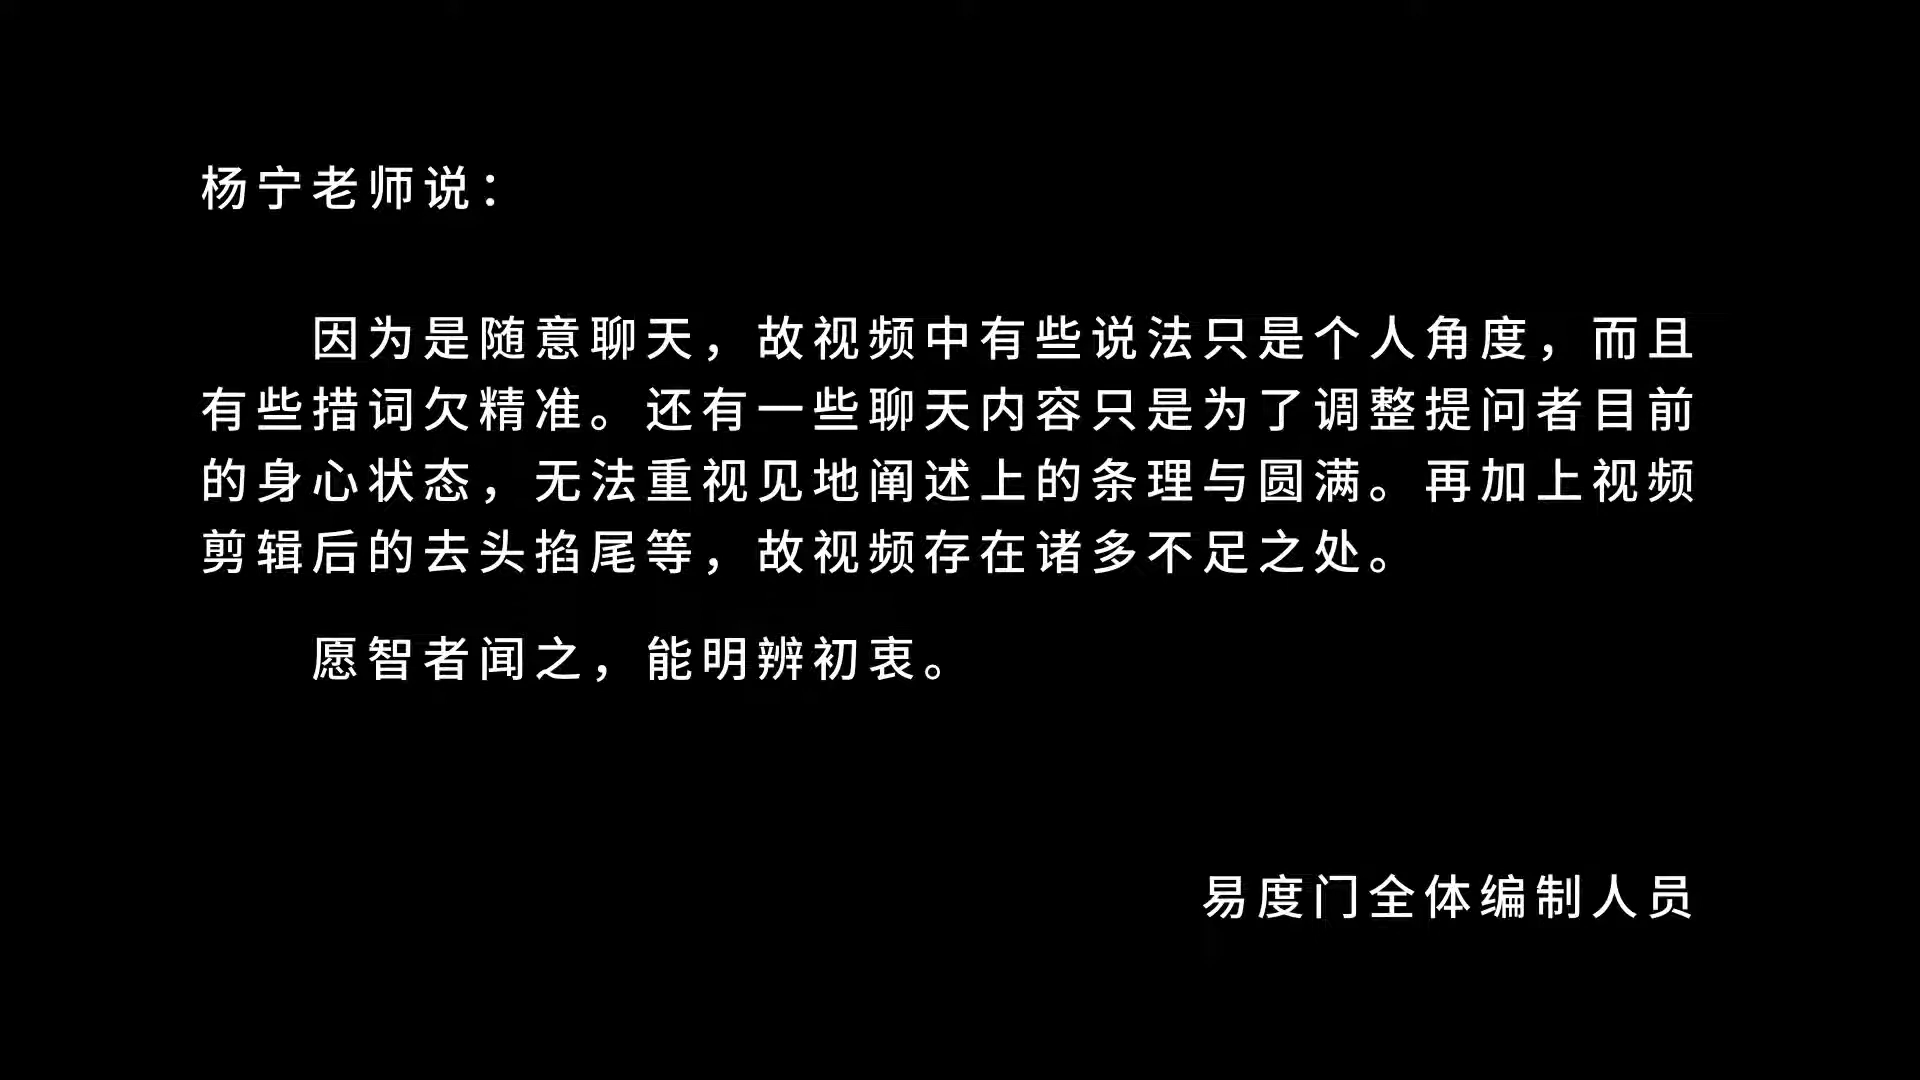 杨宁老师说：
因为是随意聊天，故视频中有些说法只是个人角度，而且
有些措词欠精准。还有一些聊天内容只是为了调整提问者目前
的身心状态，无法重视见地阐述上的条理与圆满。再加上视频
剪辑后的去头掐尾等，故视频存在诸多不足之处。
愿智者闻之，能明辨初衷。
易度门全体编制人员